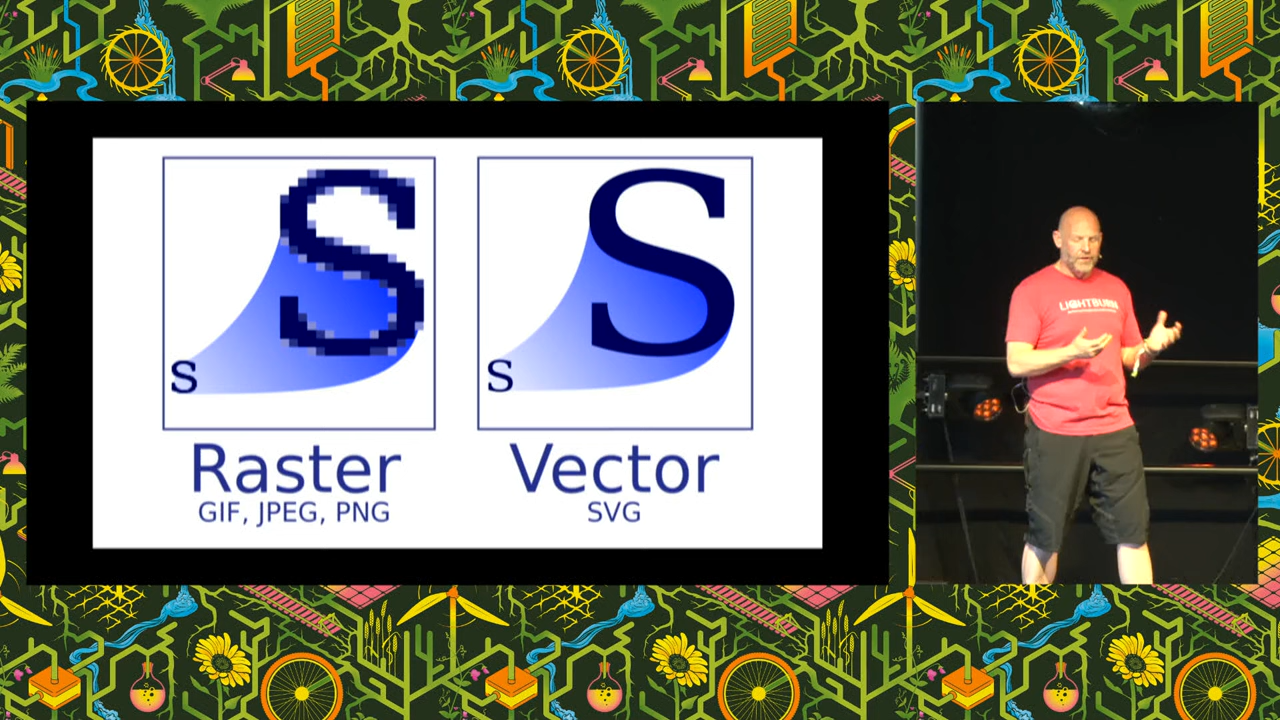 S
s
S
s
Raster
GIF, JPEG, PNG
Vector
SVG
LIGHTBURN